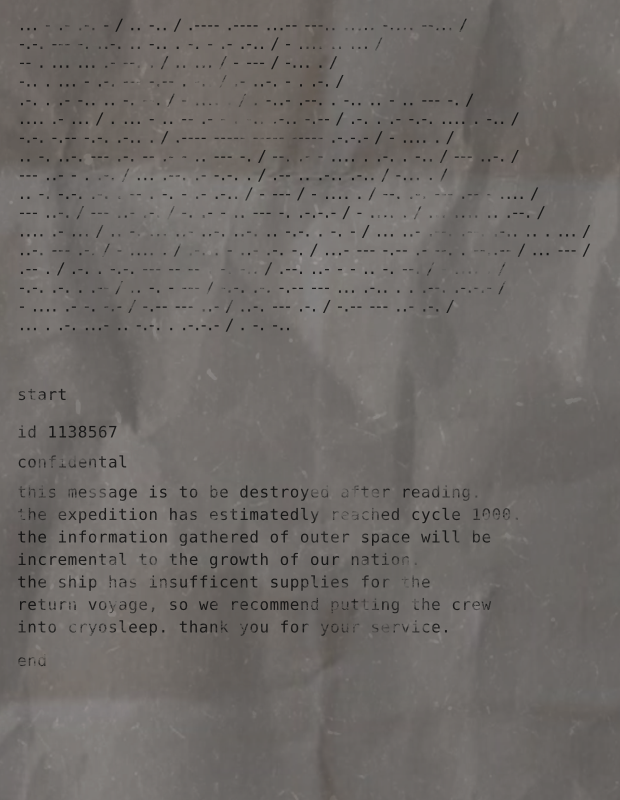 ... - .- .-. - / .. -.. / .---- .---- ...-- ---.. ..... -.... --... /
-.-. --- -. ..-. .. -.. . -. - .- .-.. / - .... .. ... /
-- . ... ... .- --. . / .. ... / - --- / -... . /
-.. . ... - .-. --- -.-- . -.. / .- ..-. - . .-. /
.-. . .- -.. .. -. --. / - .... . / . -..- .--. . -.. .. - .. --- -. /
.... .- ... / . ... - .. -- .- - . -.. .-.. -.-- / .-. . .- -.-. .... . -.. /
-.-. -.-- -.-. .-.. . / .---- ----- ----- ----- .-.-.- / - .... . /
.. -. ..-. --- .-. -- .- - .. --- -. / --. .- - .... . .-. . -.. / --- ..-. /
--- ..- - . .-. / ... .--. .- -.-. . / .-- .. .-.. .-.. / -... . /
.. -. -.-. .-. . -- . -. - .- .-.. / - --- / - .... . / --. .-. --- .-- - .... /
--- ..-. / --- ..- .-. / -. .- - .. --- -. .-.-.- / - .... . / ... .... .. .--. /
.... .- ... / .. -. ... ..- ..-. ..-. .. -.-. . -. - / ... ..- .--. .--. .-.. .. . ... /
..-. --- .-. / - .... . / .-. . - ..- .-. -. / ...- --- -.-- .- --. . --..-- / ... --- /
.-- . / .-. . -.-. --- -- -- . -. -.. / .--. ..- - - .. -. --. / - .... . /
-.-. .-. . .-- / .. -. - --- / -.-. .-. -.-- --- ... .-.. . . .--. .-.-.- /
- .... .- -. -.- / -.-- --- ..- / ..-. --- .-. / -.-- --- ..- .-. /
... . .-. ...- .. -.-. . .-.-.- / . -. -..
start
id 1138567
confidental
this message is to be destroyed after reading.
the expedition has estimatedly reached cycle 1000.
the information gathered of outer space will be
incremental to the growth of our nation.
the ship has insufficent supplies for the
return voyage, so we recommend putting the crew
into cryosleep. thank you for your service.
end